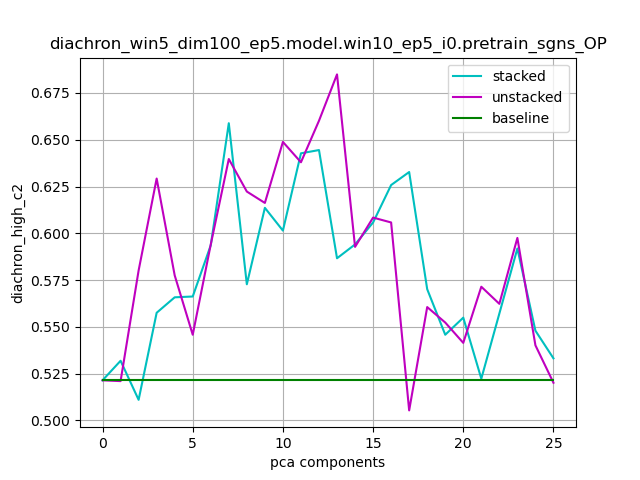 diachron_win5_dim100_ep5.model.win10_ep5_i0.pretrain_sgns_OP
stacked
unstacked
baseline
0.675
0.650
0.625
0.600
0.575
0.550
0.525
0.500
diachron_high_c2
0 5 10 15 20 25
pca components